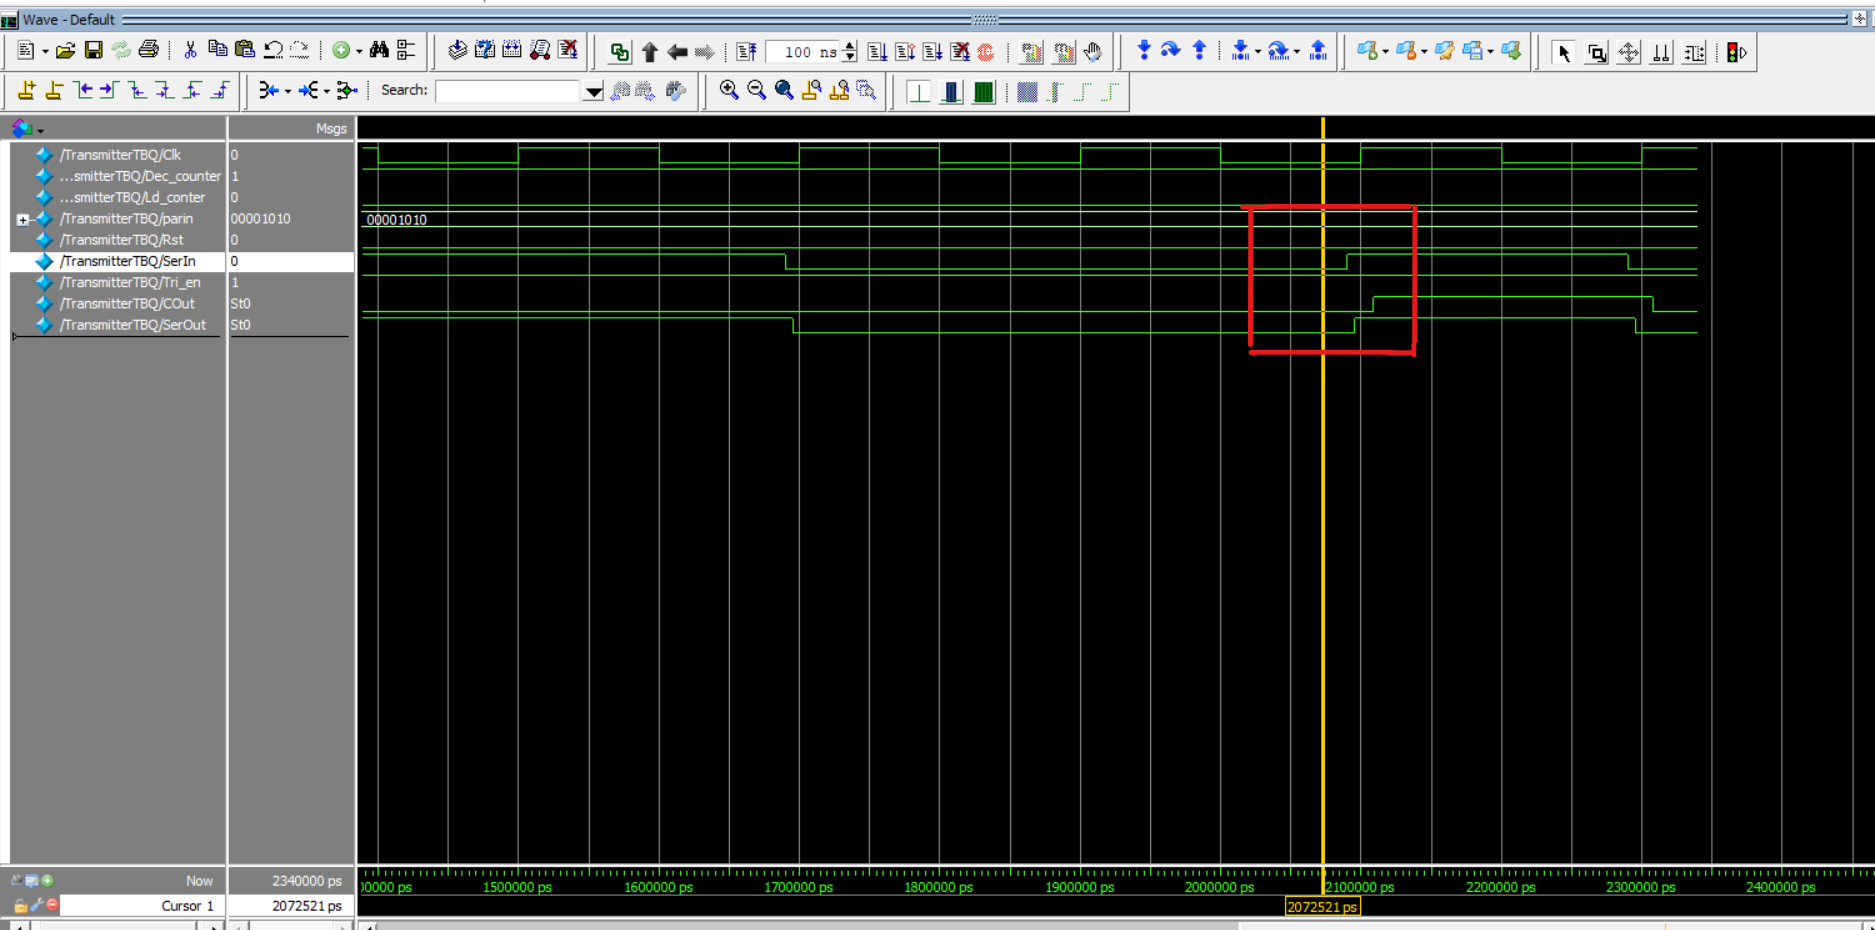 Wave - Default
100 ns
Search:
Msgs
/TransmitterTBQ/Clk 0
...smitterTBQ/Dec_counter 1
...smitterTBQ/Ld_conter 0
/TransmitterTBQ/parin 00001010 00001010
/TransmitterTBQ/Rst 0
/TransmitterTBQ/SerIn 0
/TransmitterTBQ/Tri_en 1
/TransmitterTBQ/COut St0
/TransmitterTBQ/SerOut St0
Now 2340000 ps 00000 ps 1500000 ps 1600000 ps 1700000 ps 1800000 ps 1900000 ps 2000000 ps 2100000 ps 2200000 ps 2300000 ps 2400000 ps
Cursor 1 2072521 ps 2072521 ps